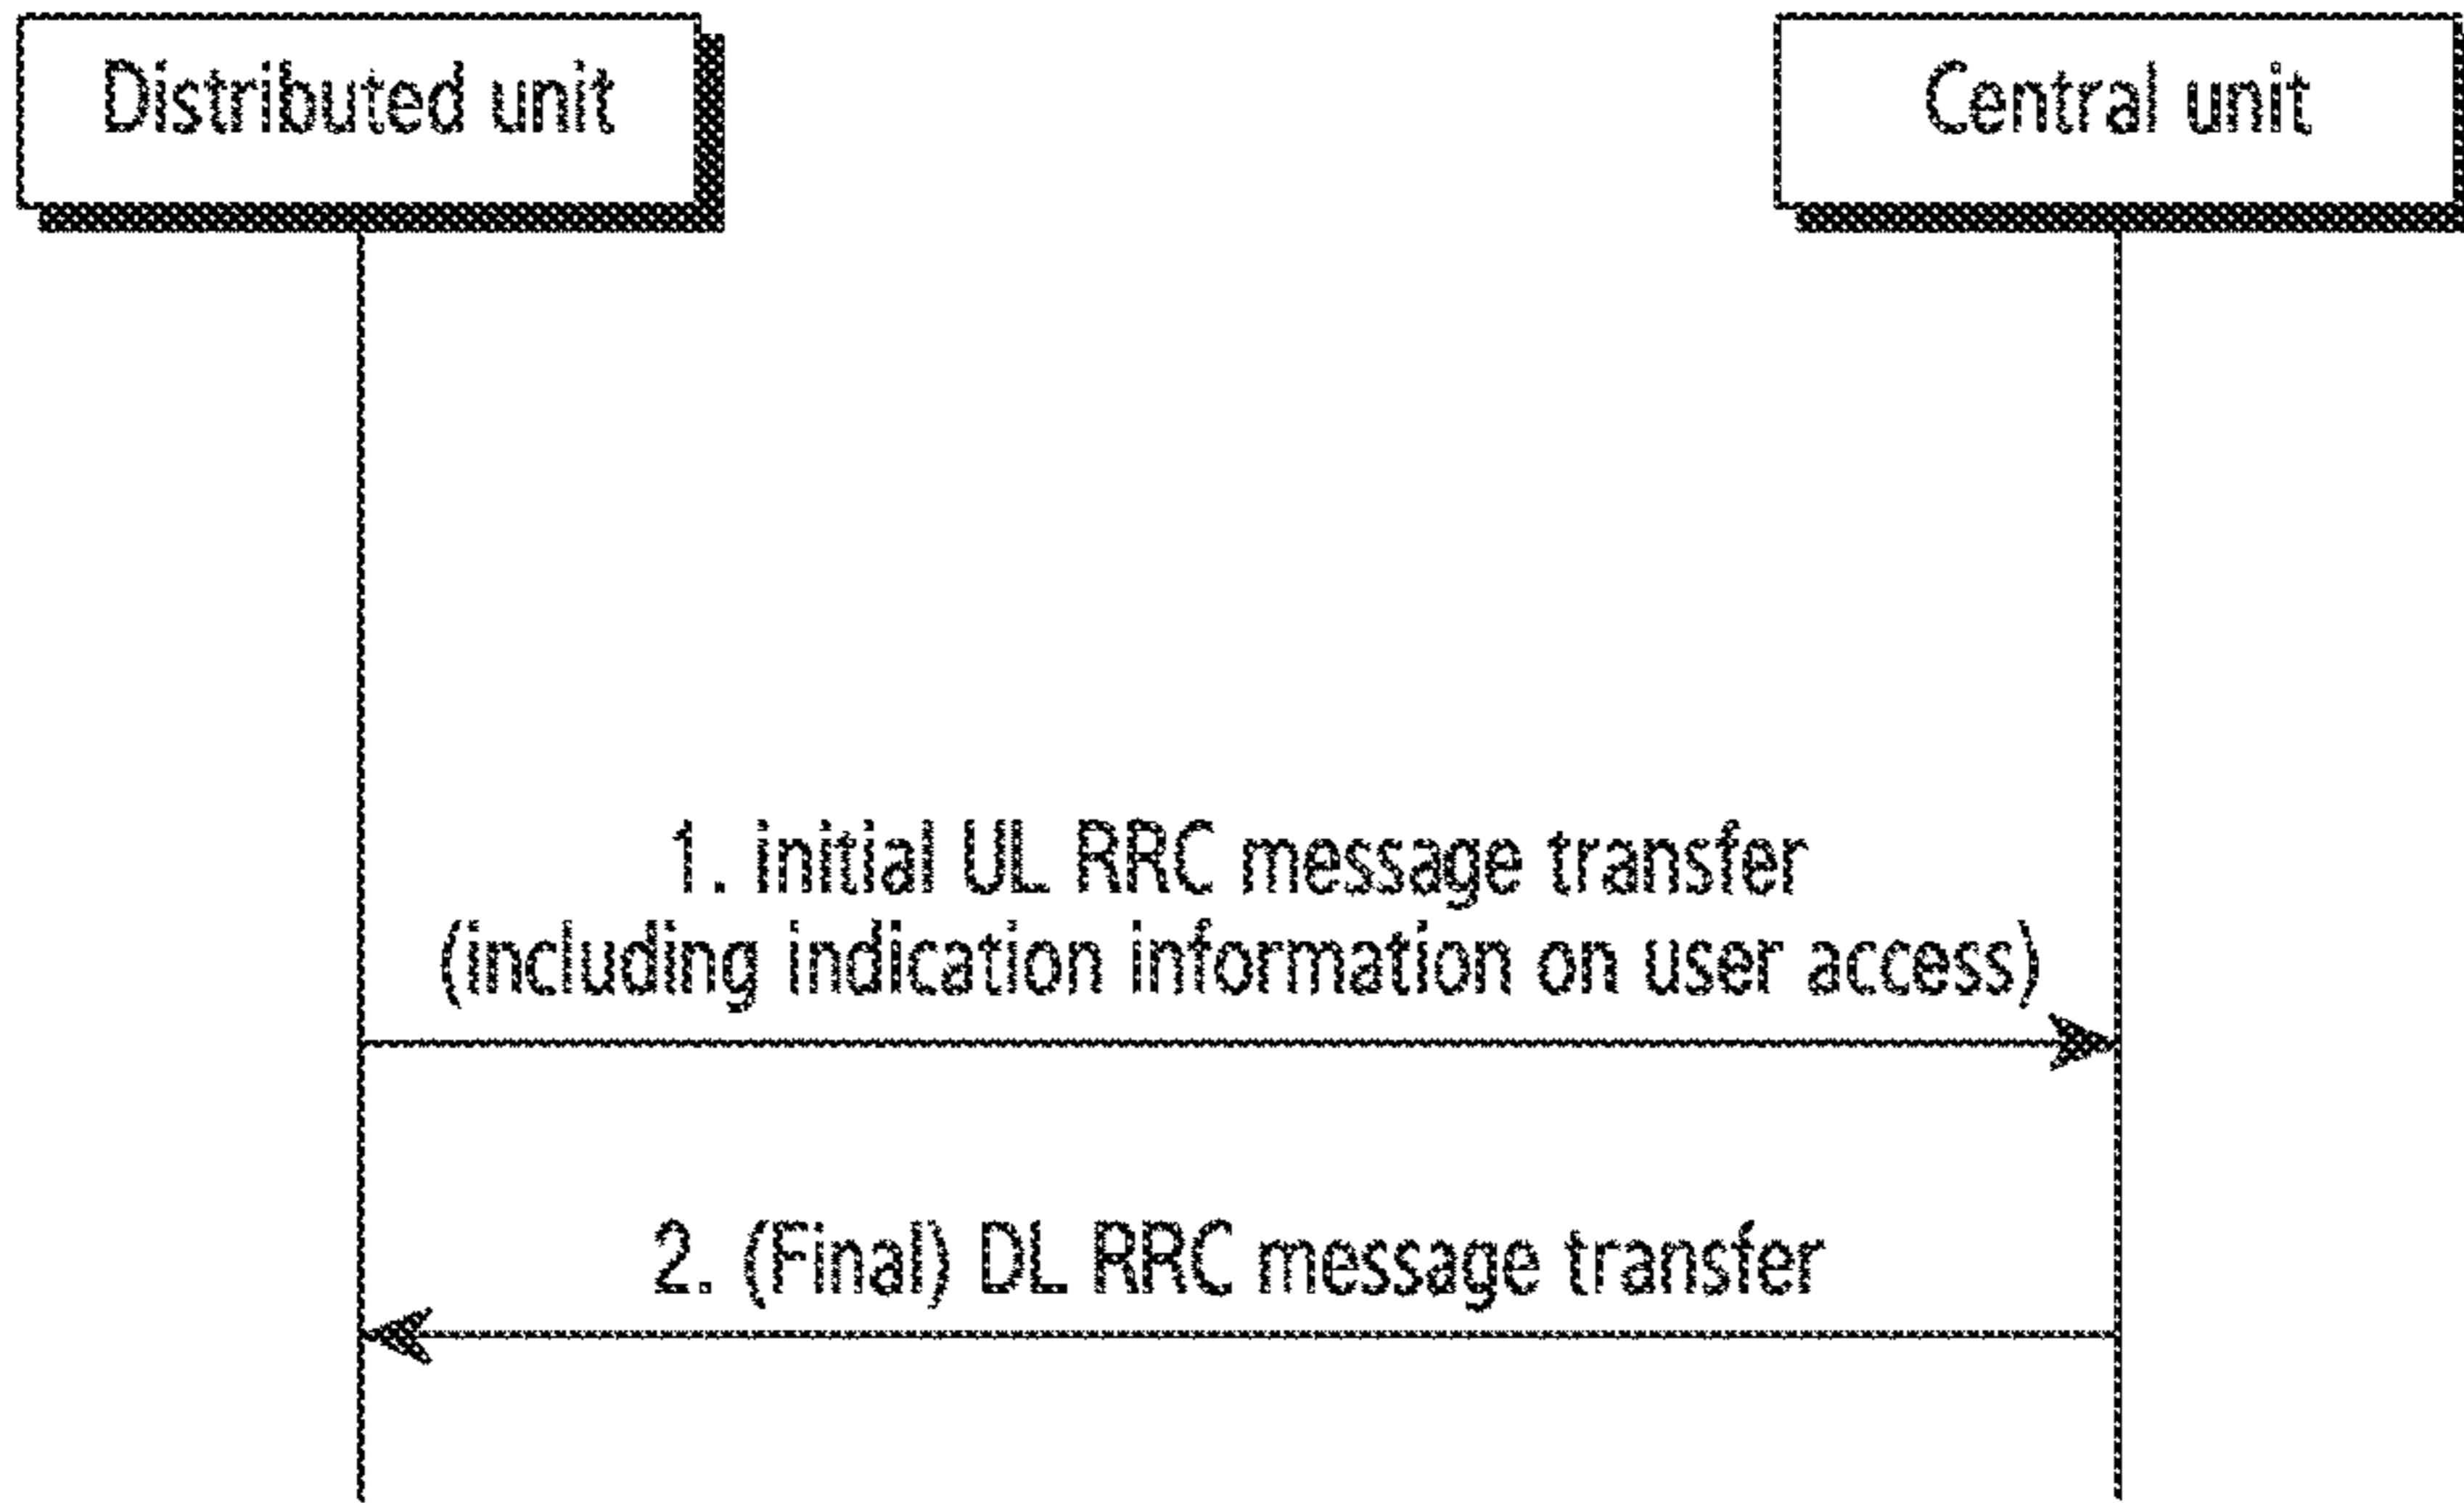 Distributed unit
Central unit
1. initial UL RRC message transfer
(including indication information on user access)
2. (Final) DL RRC message transfer